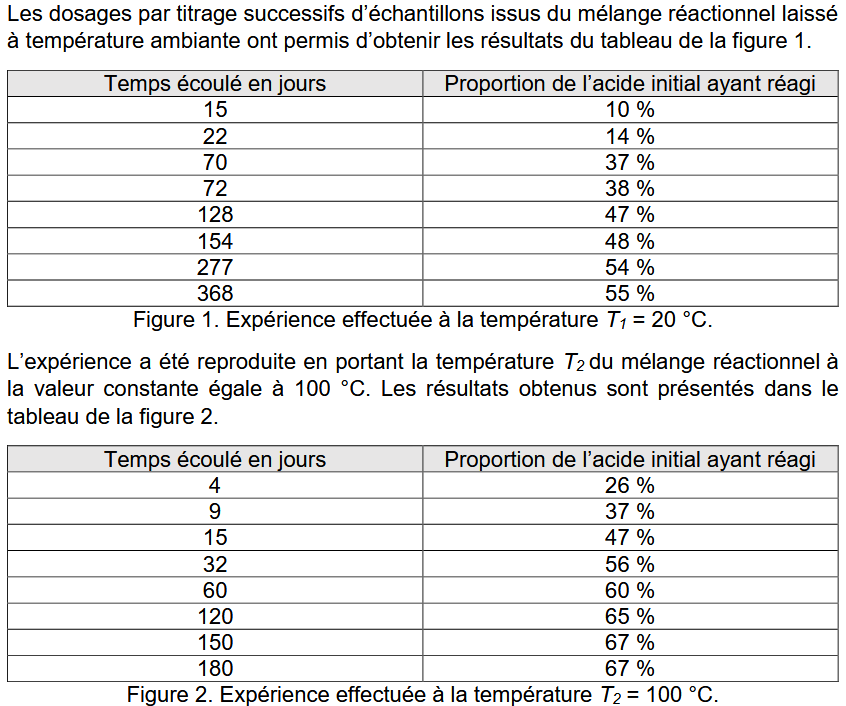 Les dosages par titrage successifs d’échantillons issus du mélange réactionnel laissé
à température ambiante ont permis d’obtenir les résultats du tableau de la figure 1.
Temps écoulé en jours Proportion de l’acide initial ayant réagi
15 10 %
22 14 %
70 37 %
72 38 %
128 47 %
154 48 %
277 54 %
368 55 %
Figure 1. Expérience effectuée à la température T1 = 20 °C.
L’expérience a été reproduite en portant la température T2 du mélange réactionnel à
la valeur constante égale à 100 °C. Les résultats obtenus sont présentés dans le
tableau de la figure 2.
Temps écoulé en jours Proportion de l’acide initial ayant réagi
4 26 %
9 37 %
15 47 %
32 56 %
60 60 %
120 65 %
150 67 %
180 67 %
Figure 2. Expérience effectuée à la température T2 = 100 °C.